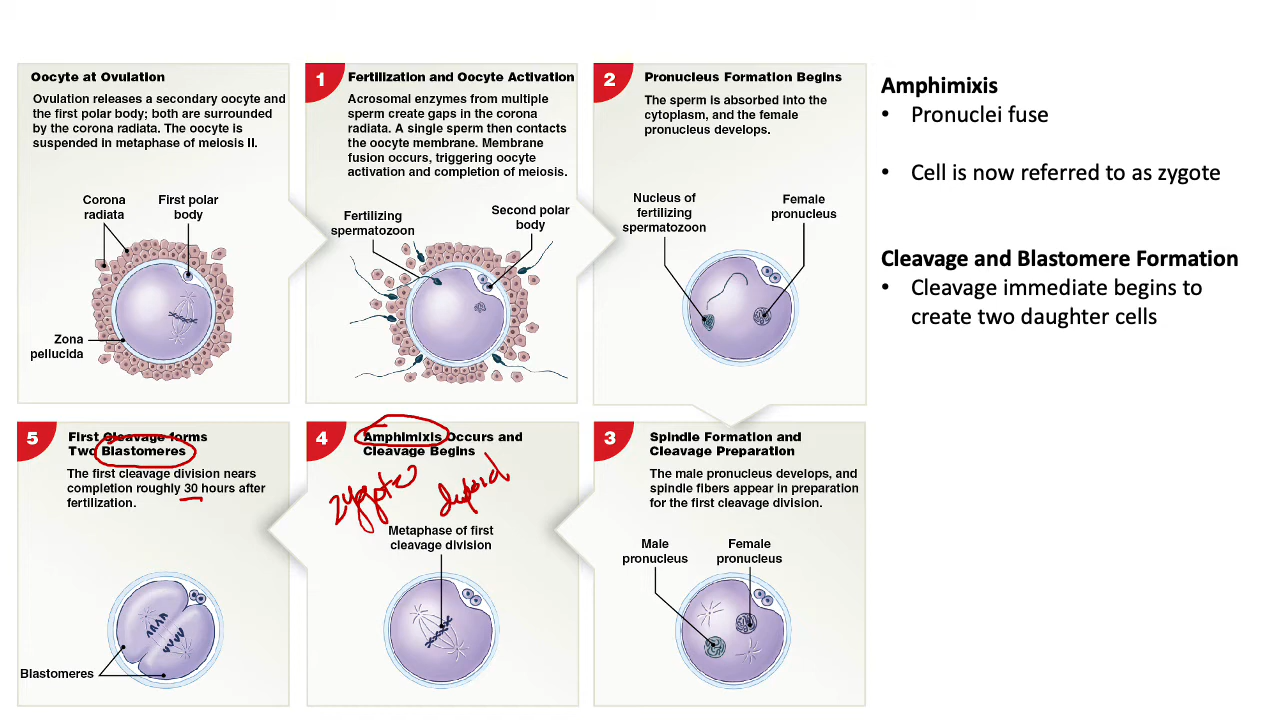 Oocyte at Ovulation
Ovulation releases a secondary oocyte and
the first polar body; both are surrounded
by the corona radiata. The oocyte is
suspended in metaphase of meiosis II.
Corona
radiata
First polar
body
Zona
pellucida
1
Fertilization and Oocyte Activation
Acrosomal enzymes from multiple
sperm create gaps in the corona
radiata. A single sperm then contacts
the oocyte membrane. Membrane
fusion occurs, triggering oocyte
activation and completion of meiosis.
Fertilizing
spermatozoon
Second polar
body
2
Pronucleus Formation Begins
The sperm is absorbed into the
cytoplasm, and the female
pronucleus develops.
Nucleus of
fertilizing
spermatozoon
Female
pronucleus
Amphimixis
• Pronuclei fuse
• Cell is now referred to as zygote
Cleavage and Blastomere Formation
• Cleavage immediate begins to
create two daughter cells
5
First Cleavage forms
Two Blastomeres
The first cleavage division nears
completion roughly 30 hours after
fertilization.
Blastomeres
4
Amphimixis Occurs and
Cleavage Begins
zygote diploid
Metaphase of first
cleavage division
3
Spindle Formation and
Cleavage Preparation
The male pronucleus develops, and
spindle fibers appear in preparation
for the first cleavage division.
Male
pronucleus
Female
pronucleus